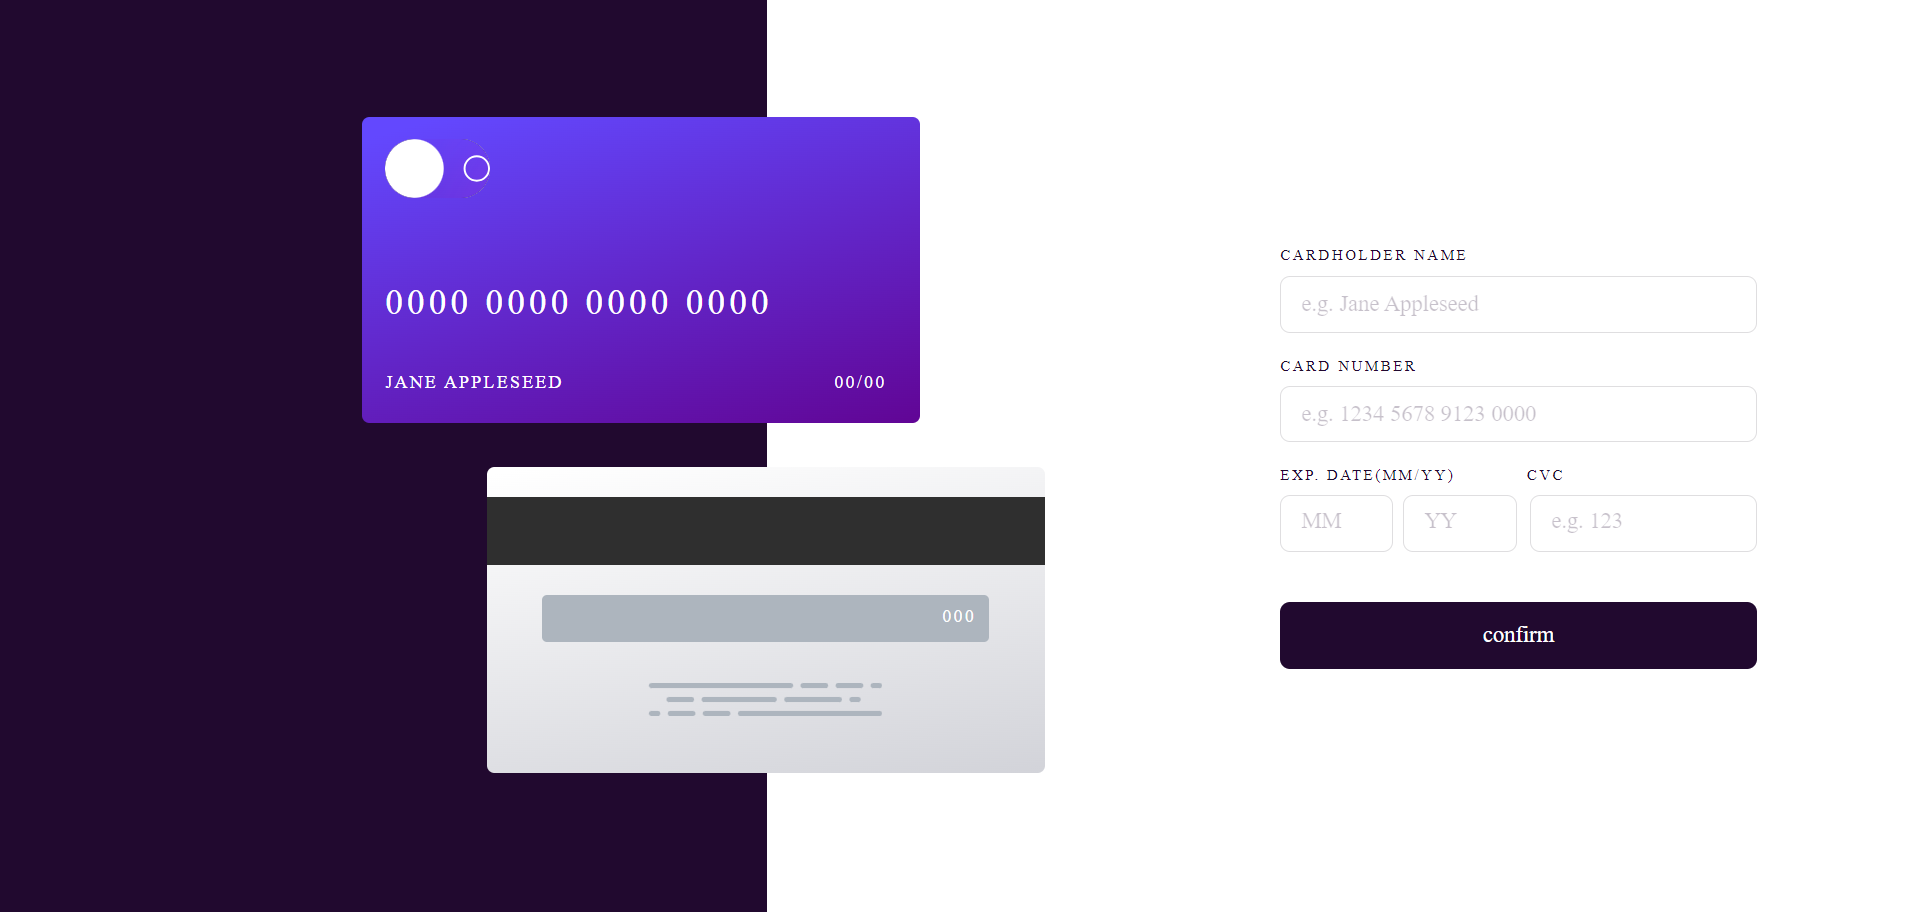 0000 0000 0000 0000
JANE APPLESEED 00/00
000
CARDHOLDER NAME
e.g. Jane Appleseed
CARD NUMBER
e.g. 1234 5678 9123 0000
EXP. DATE(MM/YY) CVC
MM YY e.g. 123
confirm